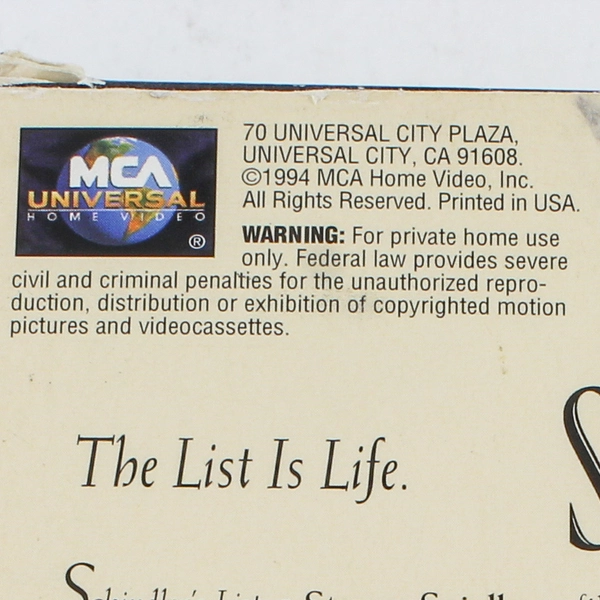 MCA
UNIVERSAL
HOME VIDEO
®
70 UNIVERSAL CITY PLAZA,
UNIVERSAL CITY, CA 91608.
©1994 MCA Home Video, Inc.
All Rights Reserved. Printed in USA.
WARNING: For private home use
only. Federal law provides severe
civil and criminal penalties for the unauthorized repro-
duction, distribution or exhibition of copyrighted motion
pictures and videocassettes.
The List Is Life.
S